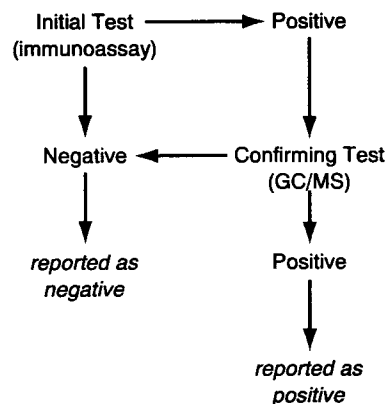 Initial Test
(immunoassay)
Positive
Negative
Confirming Test
(GC/MS)
reported as
negative
Positive
reported as
positive